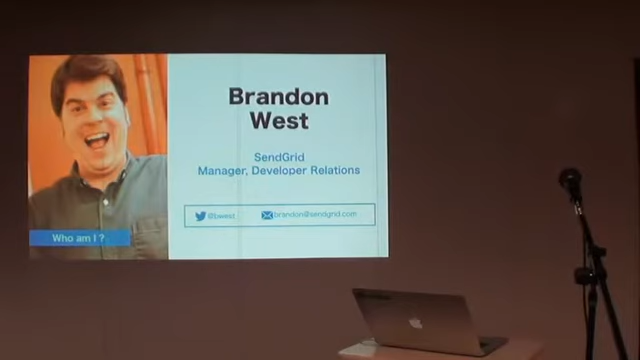 Brandon
West
SendGrid
Manager, Developer Relations
@bwest
brandon@sendgrid.com
Who am I ?